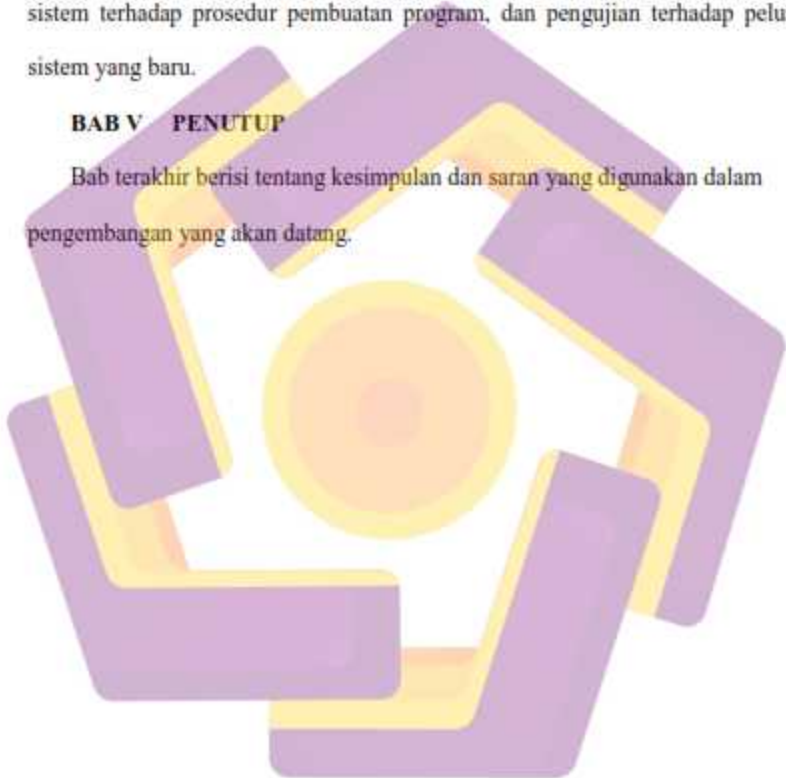 sistem terhadap prosedur pembuatan program, dan pengujian terhadap pelu
sistem yang baru.
BAB V PENUTUP
Bab terakhir berisi tentang kesimpulan dan saran yang digunakan dalam
pengembangan yang akan datang.